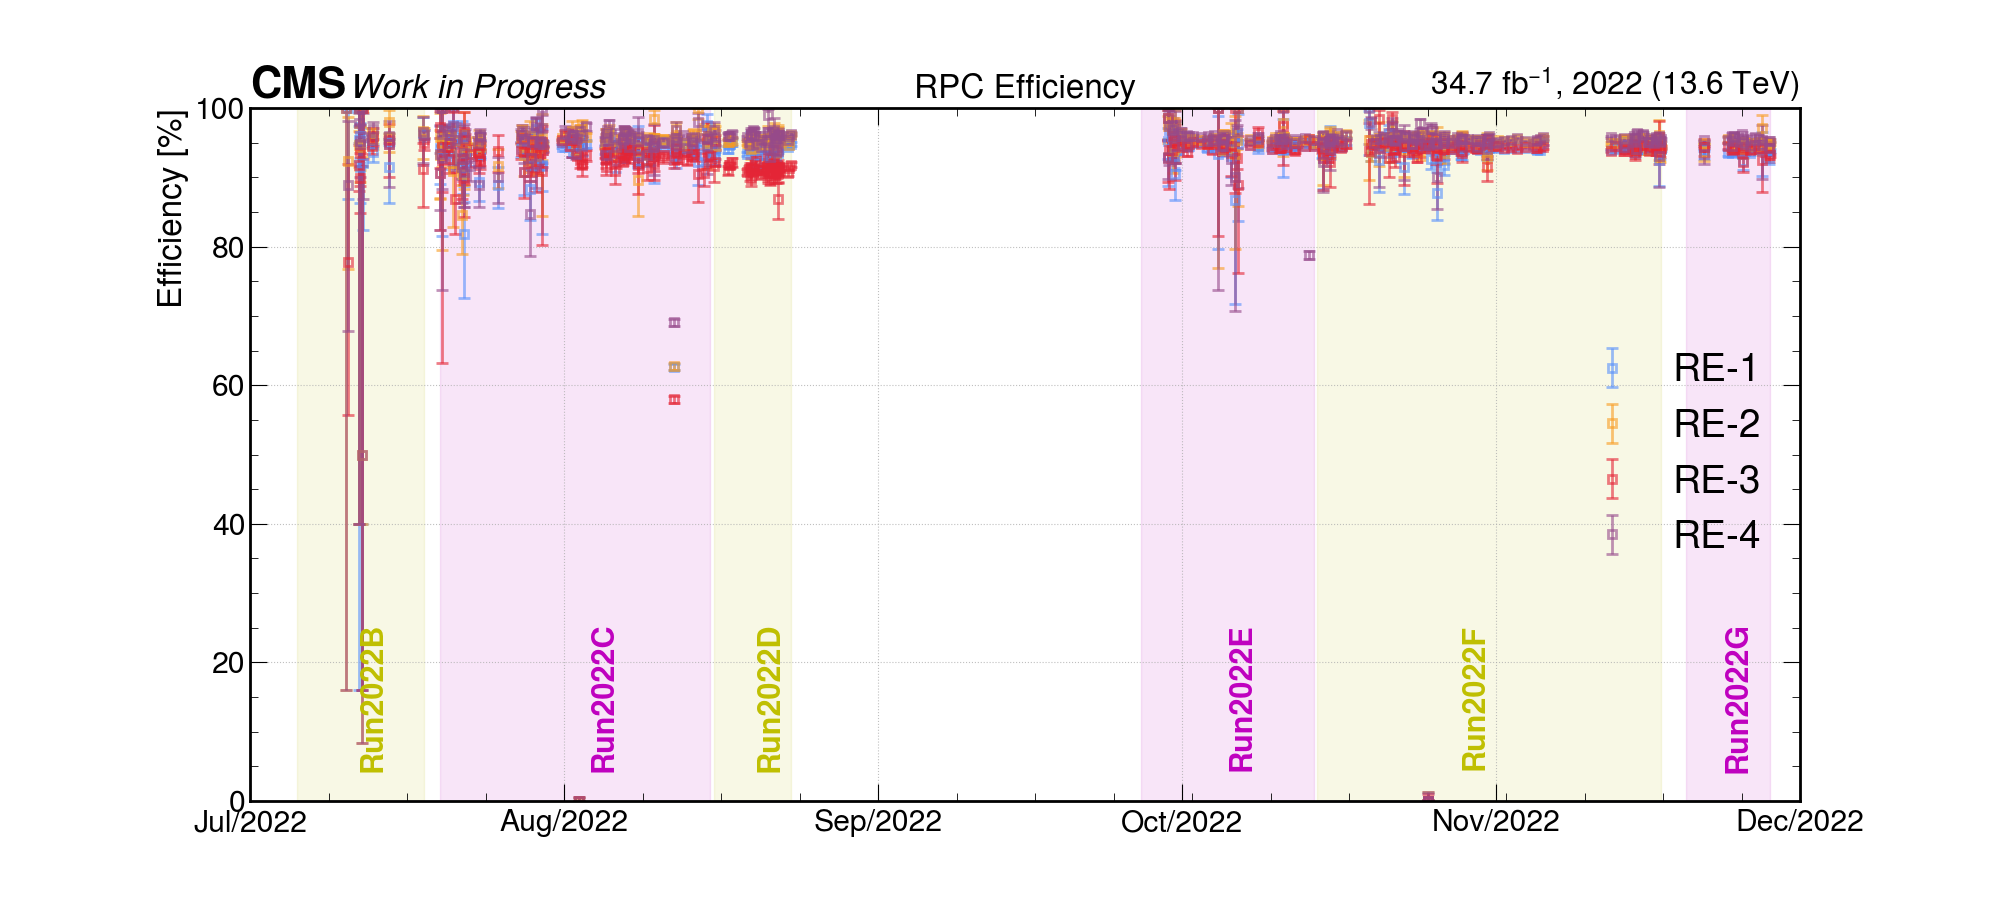 CMS Work in Progress RPC Efficiency 34.7 fb⁻¹, 2022 (13.6 TeV)
Efficiency [%]
100
80
60
40
20
0
RE-1
RE-2
RE-3
RE-4
Run2022B
Run2022C
Run2022D
Run2022E
Run2022F
Run2022G
Jul/2022 Aug/2022 Sep/2022 Oct/2022 Nov/2022 Dec/2022